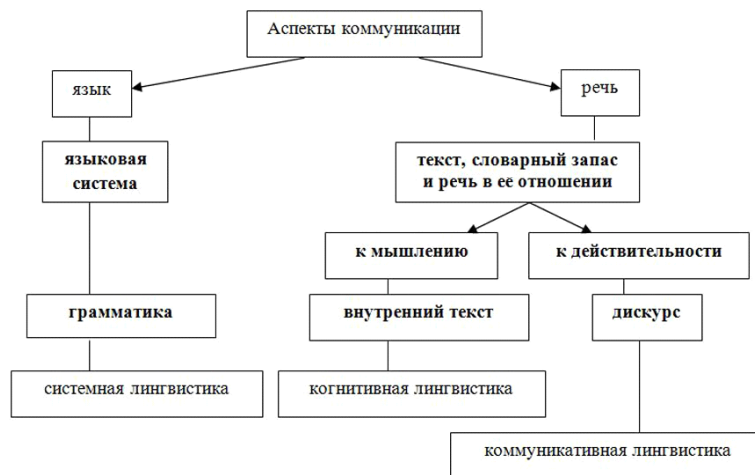 Аспекты коммуникации
язык
речь
языковая
система
текст, словарный запас
и речь в её отношении
к мышлению
к действительности
грамматика
внутренний текст
дискурс
системная лингвистика
когнитивная лингвистика
коммуникативная лингвистика